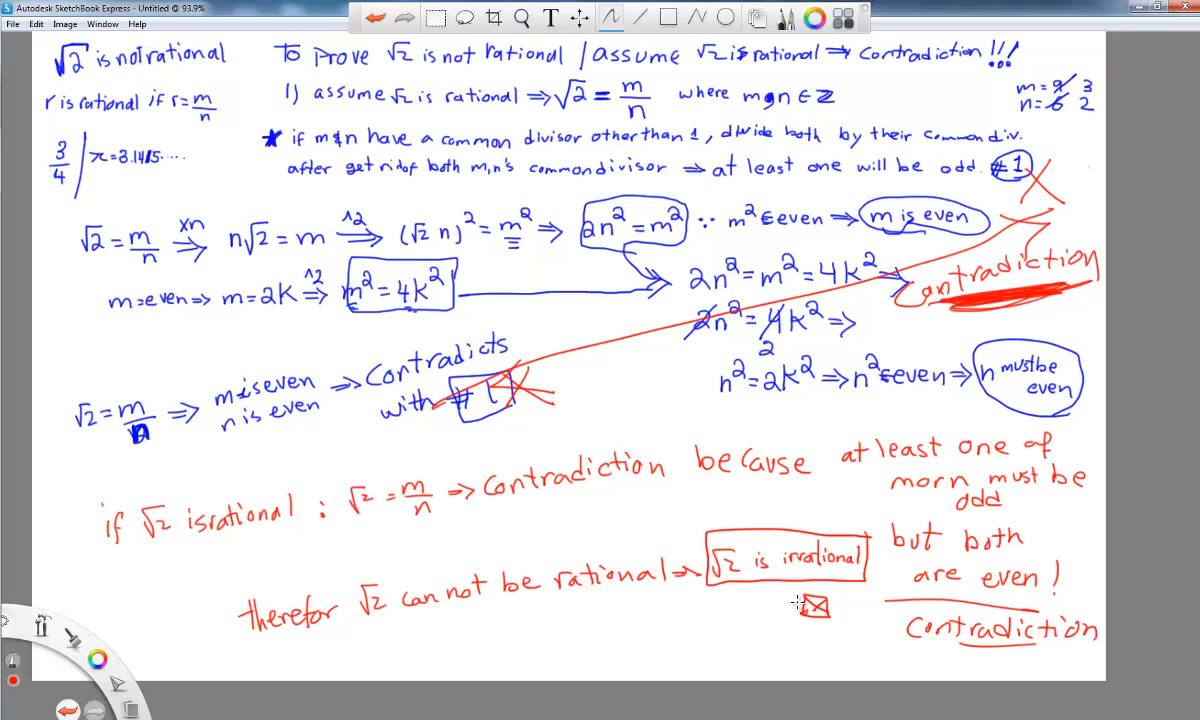 Autodesk SketchBook Express - Untitled @ 93.9%
File Edit Image Window Help
√2 is not rational
r is rational if r = m/n
3/4 | π = 3.1415....
To Prove √2 is not rational / assume √2 is rational ⇒ Contradiction !!!
1) assume √2 is rational ⇒ √2 = m/n where m q n ∈ Z
m = 9 3
n = 6 2
★ if m & n have a common divisor other than 1, divide both by their common div.
after get rid of both m,n's common divisor ⇒ at least one will be odd. #1
√2 = m/n ×n ⇒ n√2 = m ^2 ⇒ (√2 n)² = m² ⇒ 2n² = m² ∵ m² = even ⇒ m is even
m = even ⇒ m = 2k ^2 ⇒ m² = 4k²
2n² = m² = 4k² ⇒ Contradiction
2n² = 4k² ⇒
2
n² = 2k² ⇒ n² = even ⇒ n must be even
√2 = m/n ⇒ m is even
n is even ⇒ Contradicts
with #1
if √2 is rational : √2 = m/n ⇒ Contradiction because at least one of
m or n must be
odd
but both
are even !
Contradiction
therefor √2 can not be rational ⇒ √2 is irrational